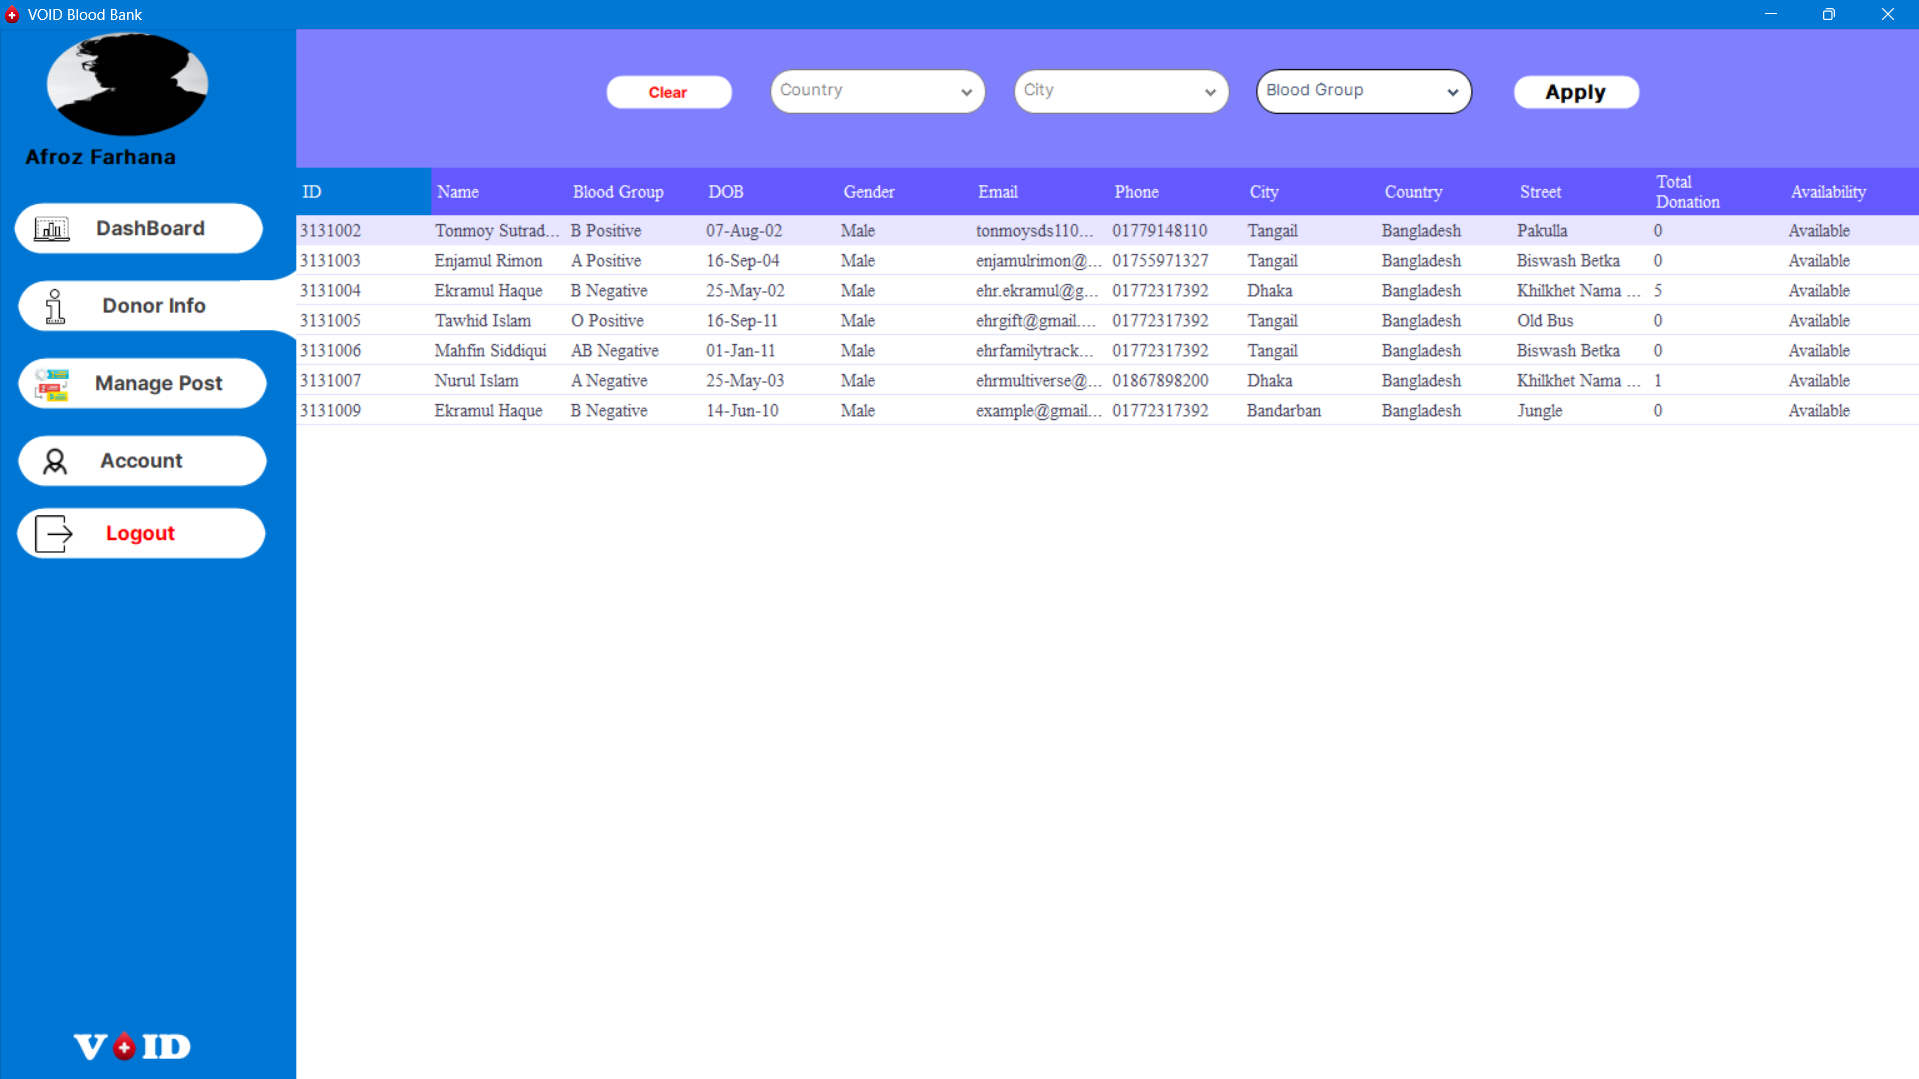 VOID Blood Bank
Afroz Farhana
DashBoard
Donor Info
Manage Post
Account
Logout
V ID
Clear Country City Blood Group Apply
ID Name Blood Group DOB Gender Email Phone City Country Street Total Donation Availability
3131002 Tonmoy Sutrad... B Positive 07-Aug-02 Male tonmoysds110... 01779148110 Tangail Bangladesh Pakulla 0 Available
3131003 Enjamul Rimon A Positive 16-Sep-04 Male enjamulrimon@... 01755971327 Tangail Bangladesh Biswash Betka 0 Available
3131004 Ekramul Haque B Negative 25-May-02 Male ehr.ekramul@g... 01772317392 Dhaka Bangladesh Khilkhet Nama ... 5 Available
3131005 Tawhid Islam O Positive 16-Sep-11 Male ehrgift@gmail.... 01772317392 Tangail Bangladesh Old Bus 0 Available
3131006 Mahfin Siddiqui AB Negative 01-Jan-11 Male ehrfamilytrack... 01772317392 Tangail Bangladesh Biswash Betka 0 Available
3131007 Nurul Islam A Negative 25-May-03 Male ehrmultiverse@... 01867898200 Dhaka Bangladesh Khilkhet Nama ... 1 Available
3131009 Ekramul Haque B Negative 14-Jun-10 Male example@gmail... 01772317392 Bandarban Bangladesh Jungle 0 Available